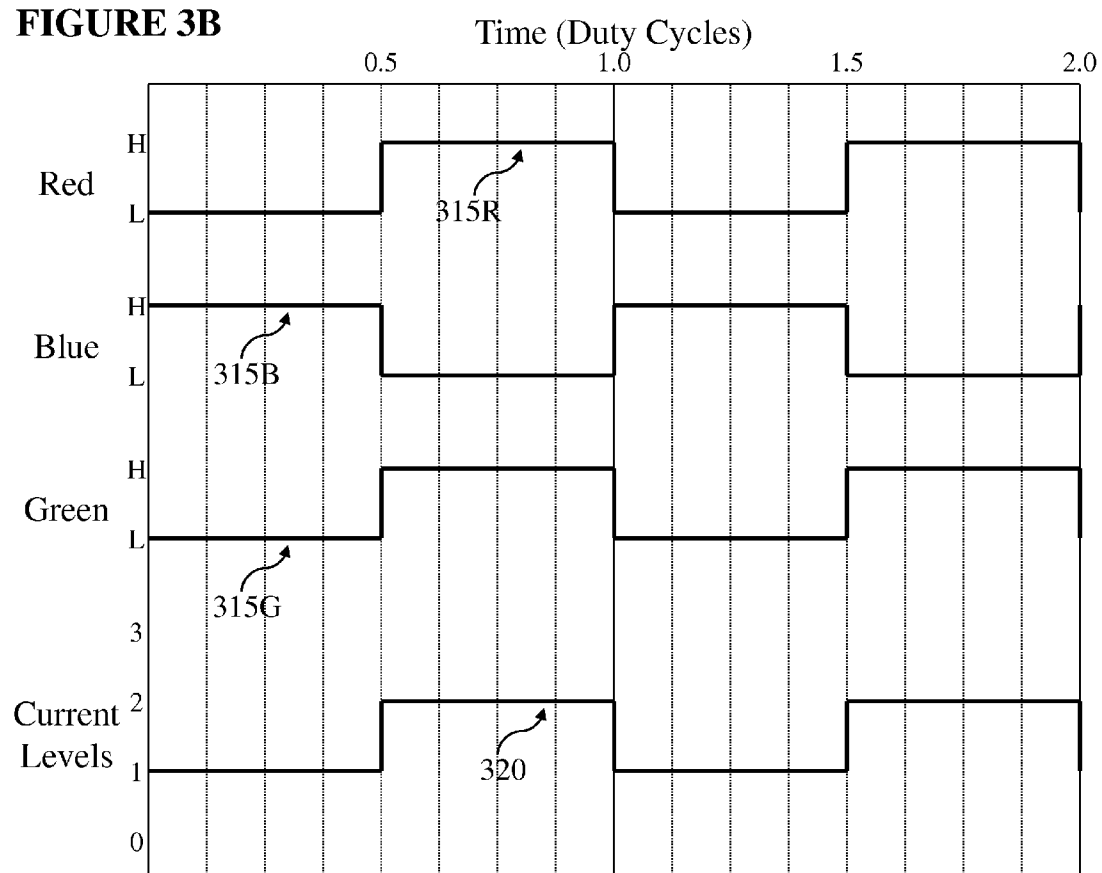 FIGURE 3B
Time (Duty Cycles)
0.5 1.0 1.5 2.0
H
Red
L
315R
H
Blue
L
315B
H
Green
L
315G
3
2
Current
Levels
1
320
0